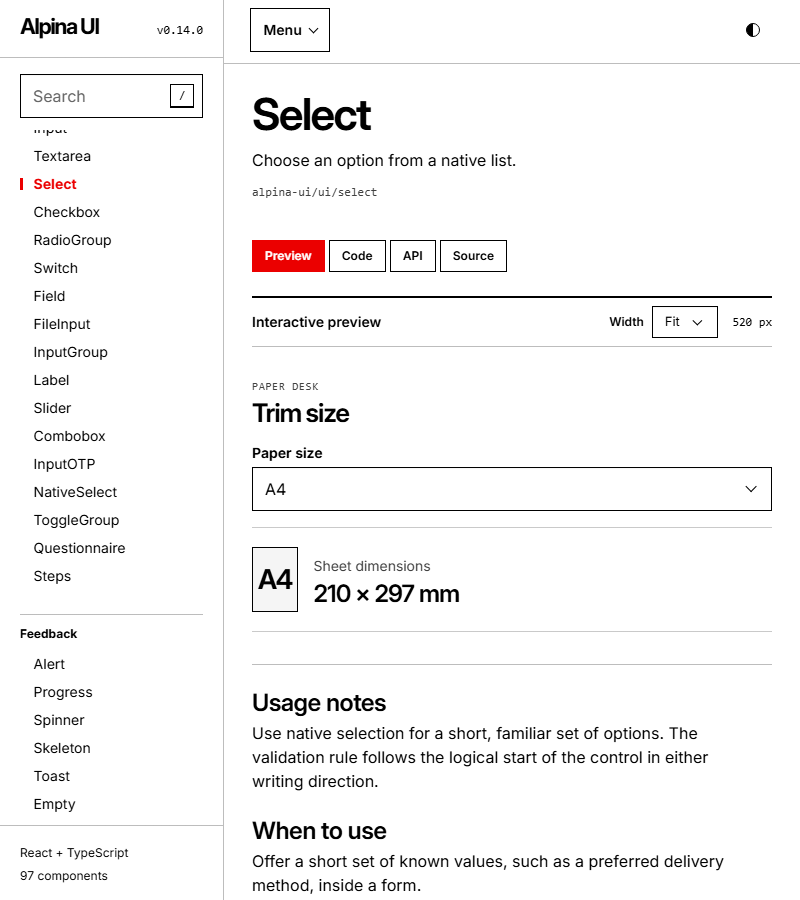 Alpina UI
v0.14.0
Search
/
Input
Textarea
Select
Checkbox
RadioGroup
Switch
Field
FileInput
InputGroup
Label
Slider
Combobox
InputOTP
NativeSelect
ToggleGroup
Questionnaire
Steps
Feedback
Alert
Progress
Spinner
Skeleton
Toast
Empty
React + TypeScript
97 components
Menu
Select
Choose an option from a native list.
alpina-ui/ui/select
Preview Code API Source
Interactive preview
Width Fit 520 px
PAPER DESK
Trim size
Paper size
A4
A4
Sheet dimensions
210 × 297 mm
Usage notes
Use native selection for a short, familiar set of options. The
validation rule follows the logical start of the control in either
writing direction.
When to use
Offer a short set of known values, such as a preferred delivery
method, inside a form.